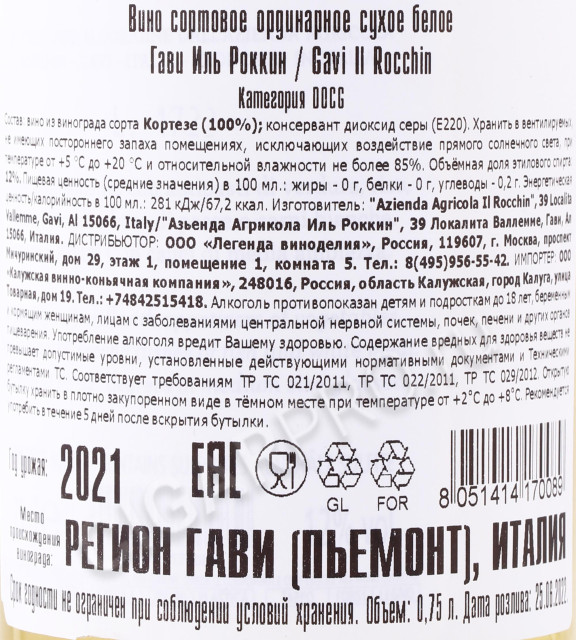 Вино сортовое ординарное сухое белое
Гави Иль Роккин / Gavi Il Rocchin
Категория DOCG
Состав: вино из винограда сорта Кортезе (100%); консервант диоксид серы (E220). Хранить в вентилируемых,
не имеющих постороннего запаха помещениях, исключающих воздействие прямого солнечного света, при
температуре от +5 °C до +20 °C и относительной влажности не более 85%. Объёмная доля этилового спирта:
12%. Пищевая ценность (средние значения) в 100 мл.: жиры - 0 г, белки - 0 г, углеводы - 0,2 г. Энергетическая
ценность/калорийность в 100 мл.: 281 кДж/67,2 ккал. Изготовитель: "Azienda Agricola Il Rocchin", 39 Localita
Vallemme, Gavi, Al 15066, Italy/"Азьенда Агрикола Иль Роккин", 39 Локалита Валлемме, Гави, Ал
15066, Италия. ДИСТРИБЬЮТОР: ООО «Легенда виноделия», Россия, 119607, г. Москва, проспект
Мичуринский, дом 29, этаж 1, помещение 1, комната 5. Тел.: 8(495)956-55-42. ИМПОРТЕР: ООО
«Калужская винно-коньячная компания", 248016, Россия, область Калужская, город Калуга, улица
Товарная, дом 19. Тел.: +74842515418. Алкоголь противопоказан детям и подросткам до 18 лет, беременным
и кормящим женщинам, лицам с заболеваниями центральной нервной системы, почек, печени и других органов
пищеварения. Употребление алкоголя вредит Вашему здоровью. Содержание вредных для здоровья веществ не
превышает допустимые уровни, установленные действующими нормативными документами и Техническими
регламентами ТС. Соответствует требованиям ТР ТС 021/2011, ТР ТС 022/2011, ТР ТС 029/2012. Открытую
бутылку хранить в плотно закупоренном виде в тёмном месте при температуре от +2°C до +8°C. Рекомендуется
употребить в течение 5 дней после вскрытия бутылки.
Год урожая: 2021
EAC
GL FOR
8 051414 170089
Место
происхождения
винограда: РЕГИОН ГАВИ (ПЬЕМОНТ), ИТАЛИЯ
Срок годности не ограничен при соблюдении условий хранения. Объем: 0,75 л. Дата розлива: 25.08.202